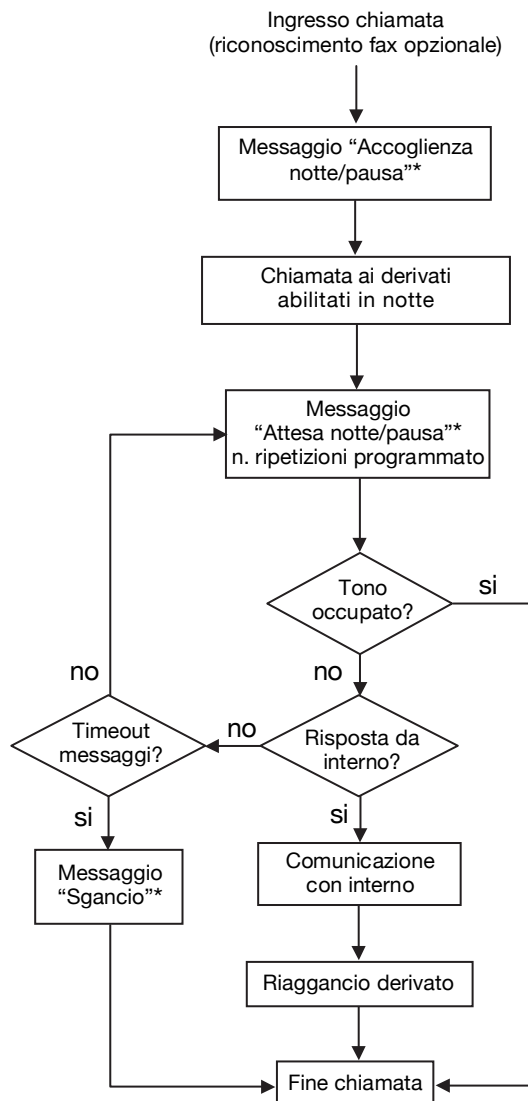 Ingresso chiamata
(riconoscimento fax opzionale)
Messaggio “Accoglienza
notte/pausa”*
Chiamata ai derivati
abilitati in notte
Messaggio
“Attesa notte/pausa”*
n. ripetizioni programmato
Tono
occupato?
si
no
no
Timeout
messaggi?
no
Risposta da
interno?
si
si
Messaggio
“Sgancio”*
Comunicazione
con interno
Riaggancio derivato
Fine chiamata